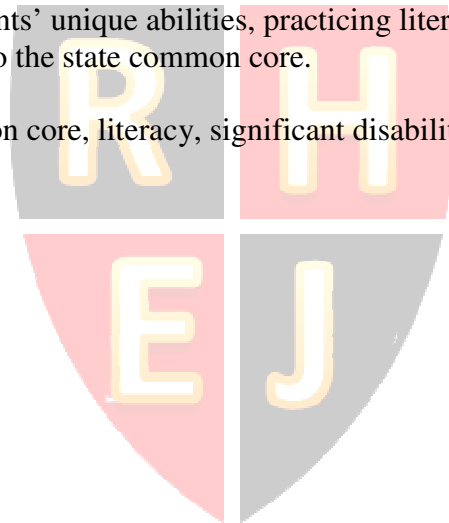 nts’ unique abilities, practicing liter
o the state common core.
on core, literacy, significant disabilit
R H
E J